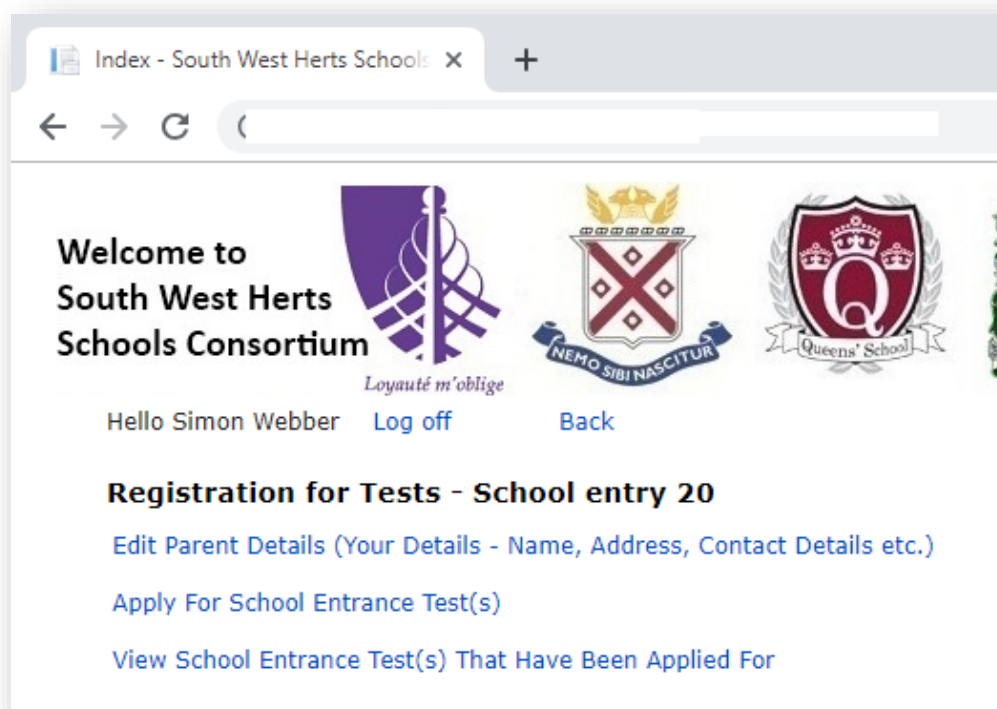 Index - South West Herts Schools
Welcome to
South West Herts
Schools Consortium
Loyauté m'oblige
NEMO SIBI NASCITUR
Q
Queens' School
Hello Simon Webber Log off Back
Registration for Tests - School entry 20
Edit Parent Details (Your Details - Name, Address, Contact Details etc.)
Apply For School Entrance Test(s)
View School Entrance Test(s) That Have Been Applied For